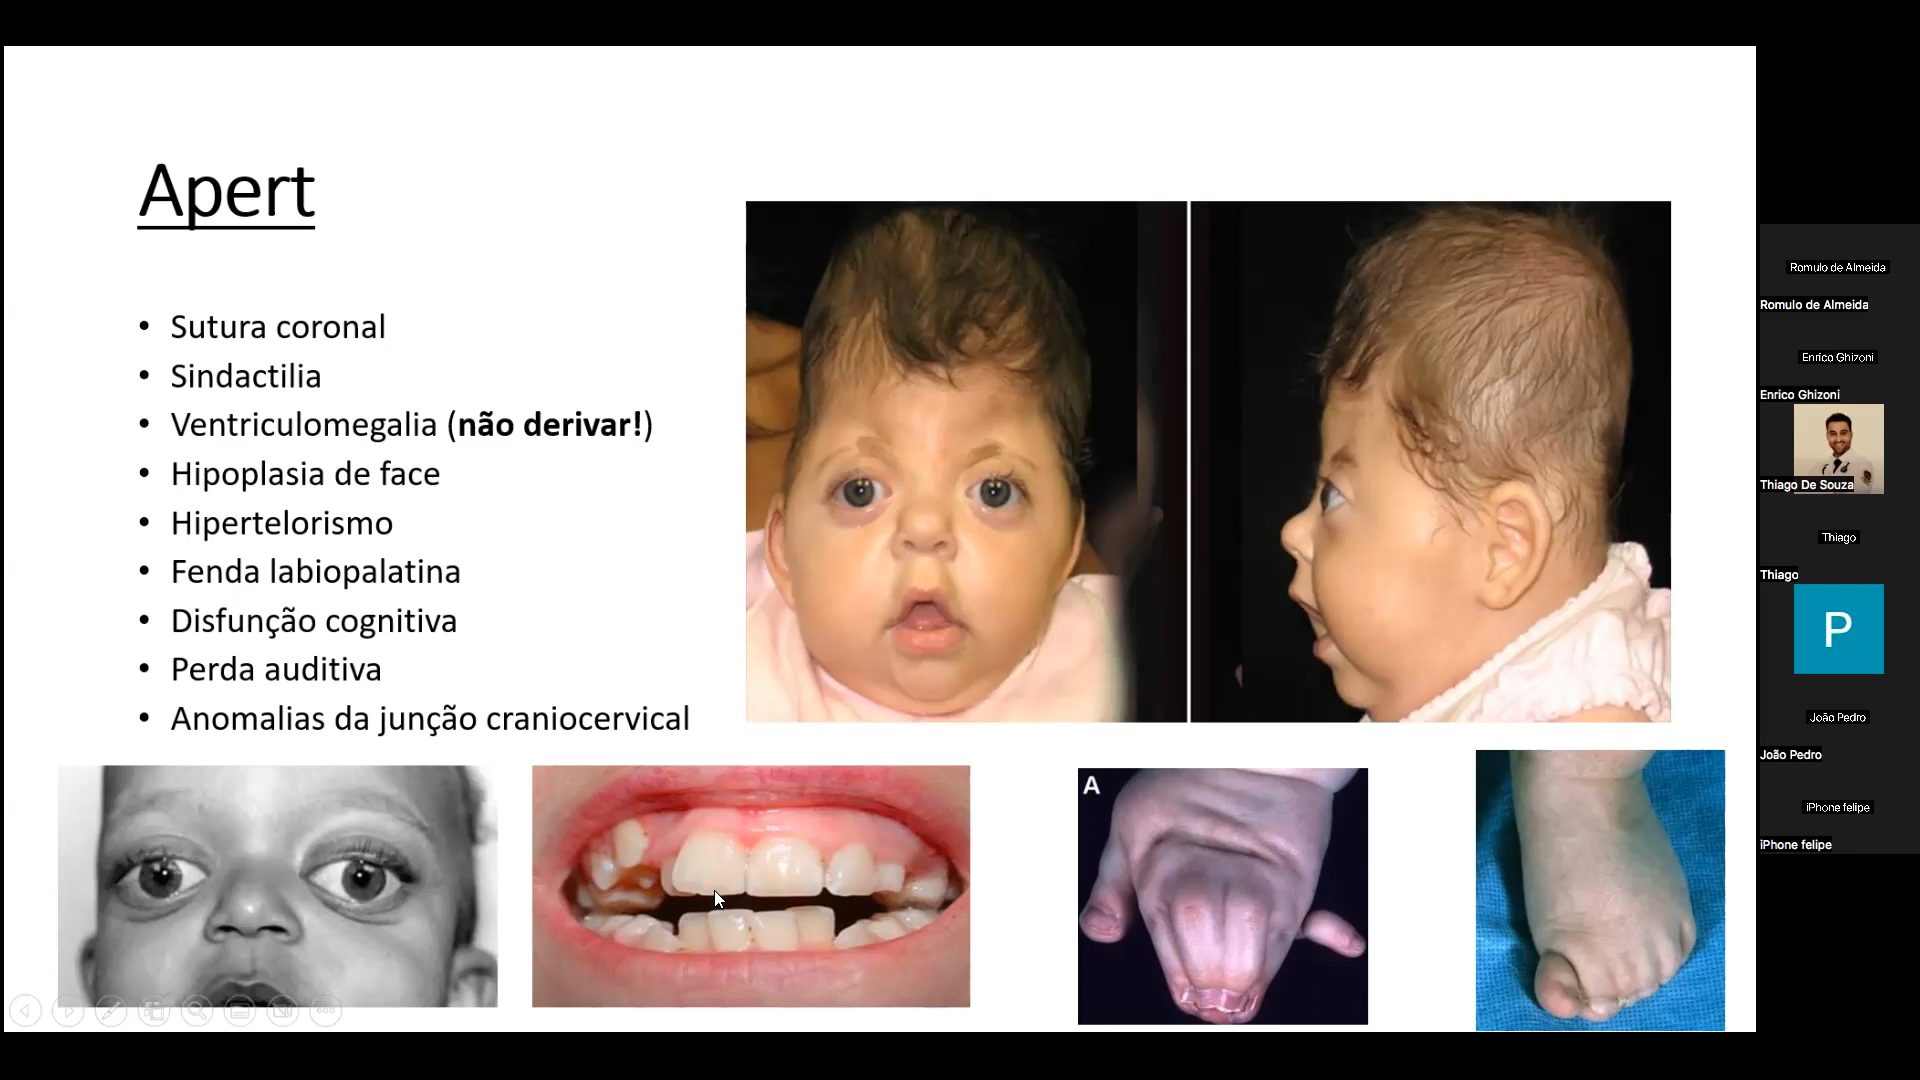 Apert
• Sutura coronal
• Sindactilia
• Ventriculomegalia (não derivar!)
• Hipoplasia de face
• Hipertelorismo
• Fenda labiopalatina
• Disfunção cognitiva
• Perda auditiva
• Anomalias da junção craniocervical
A
Romulo de Almeida
Romulo de Almeida
Enrico Ghizoni
Enrico Ghizoni
Thiago De Souza
Thiago
Thiago
P
João Pedro
João Pedro
iPhone felipe
iPhone felipe